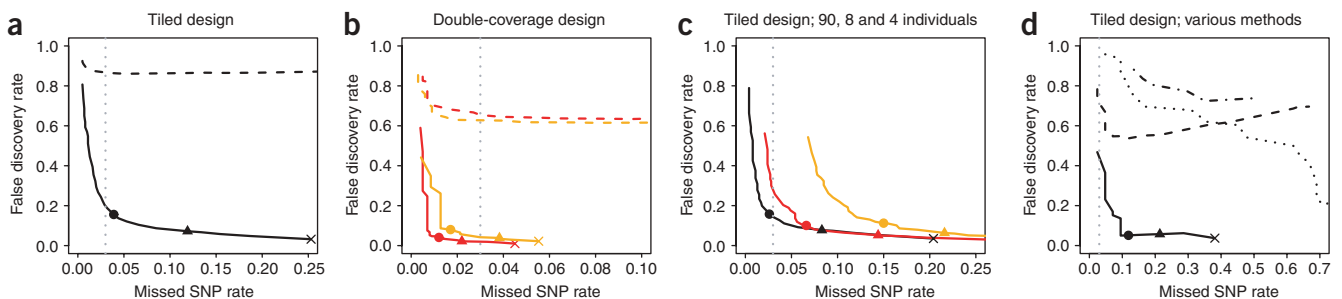 a
Tiled design
False discovery rate
1.0
0.8
0.6
0.4
0.2
0.0
0.00 0.05 0.10 0.15 0.20 0.25
Missed SNP rate
b
Double-coverage design
False discovery rate
1.0
0.8
0.6
0.4
0.2
0.0
0.00 0.02 0.04 0.06 0.08 0.10
Missed SNP rate
c
Tiled design; 90, 8 and 4 individuals
False discovery rate
1.0
0.8
0.6
0.4
0.2
0.0
0.00 0.05 0.10 0.15 0.20 0.25
Missed SNP rate
d
Tiled design; various methods
False discovery rate
1.0
0.8
0.6
0.4
0.2
0.0
0.0 0.1 0.2 0.3 0.4 0.5 0.6 0.7
Missed SNP rate